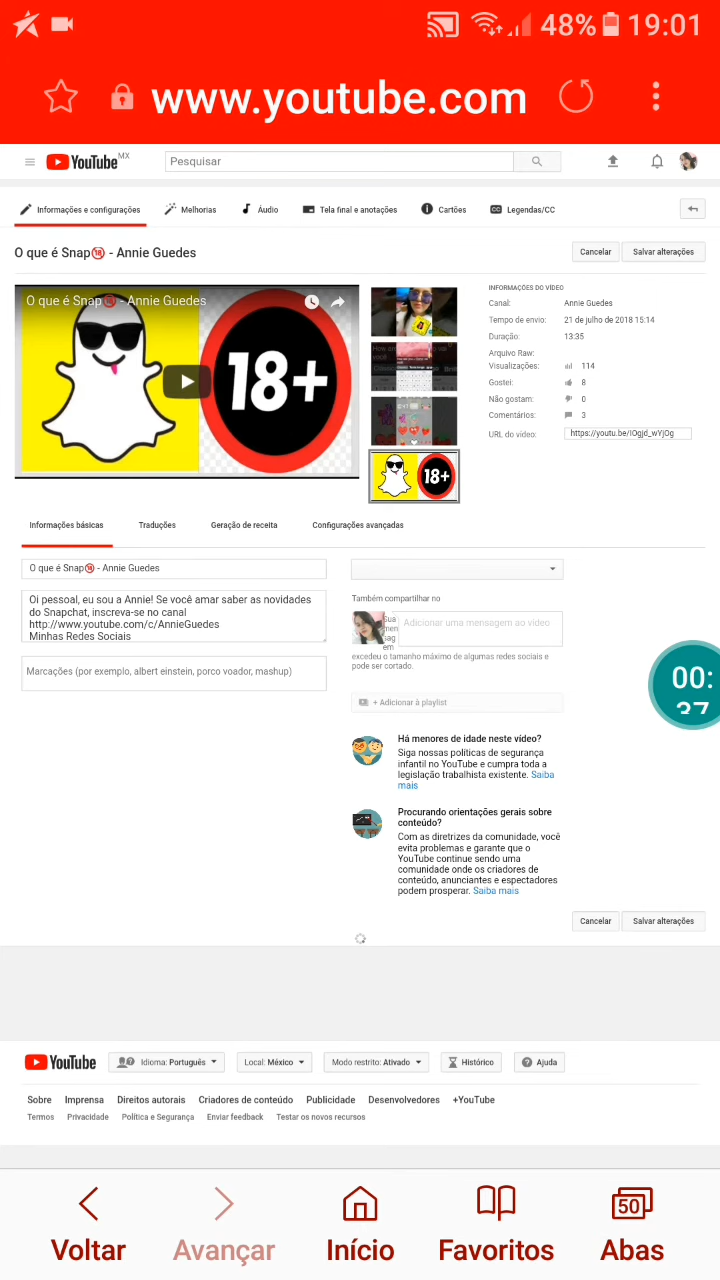 48% 19:01
www.youtube.com
YouTube MX Pesquisar
Informações e configurações Melhorias Áudio Tela final e anotações Cartões CC Legendas/CC
O que é Snap🔞 - Annie Guedes Cancelar Salvar alterações
O que é Snap🔞 - Annie Guedes
18+
18+
INFORMAÇÕES DO VÍDEO
Canal: Annie Guedes
Tempo de envio: 21 de julho de 2018 15:14
Duração: 13:35
Arquivo Raw:
Visualizações: 114
Gostei: 8
Não gostam: 0
Comentários: 3
URL do vídeo: https://youtu.be/IOgjd_wYjOg
Informações básicas Traduções Geração de receita Configurações avançadas
O que é Snap🔞 - Annie Guedes
Oi pessoal, eu sou a Annie! Se você amar saber as novidades
do Snapchat, inscreva-se no canal
http://www.youtube.com/c/AnnieGuedes
Minhas Redes Sociais
Marcações (por exemplo, albert einstein, porco voador, mashup)
Também compartilhar no
Sua
men
sag
em
Adicionar uma mensagem ao vídeo
excedeu o tamanho máximo de algumas redes sociais e
pode ser cortado.
+ Adicionar à playlist
00:
37
Há menores de idade neste vídeo?
Siga nossas políticas de segurança
infantil no YouTube e cumpra toda a
legislação trabalhista existente. Saiba
mais
Procurando orientações gerais sobre
conteúdo?
Com as diretrizes da comunidade, você
evita problemas e garante que o
YouTube continue sendo uma
comunidade onde os criadores de
conteúdo, anunciantes e espectadores
podem prosperar. Saiba mais
Cancelar Salvar alterações
YouTube Idioma: Português Local: México Modo restrito: Ativado Histórico Ajuda
Sobre Imprensa Direitos autorais Criadores de conteúdo Publicidade Desenvolvedores +YouTube
Termos Privacidade Política e Segurança Enviar feedback Testar os novos recursos
50
Voltar Avançar Início Favoritos Abas